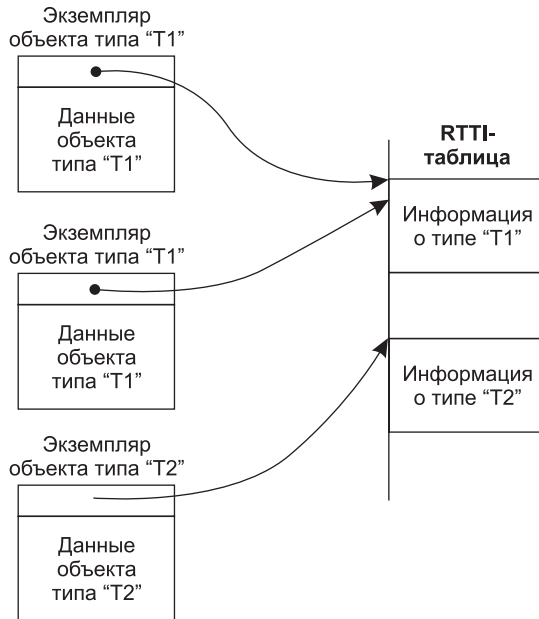 Экземпляр
объекта типа “T1”
Данные
объекта
типа “T1”
Экземпляр
объекта типа “T1”
Данные
объекта
типа “T1”
Экземпляр
объекта типа “T2”
Данные
объекта
типа “T2”
RTTI-
таблица
Информация
о типе “T1”
Информация
о типе “T2”